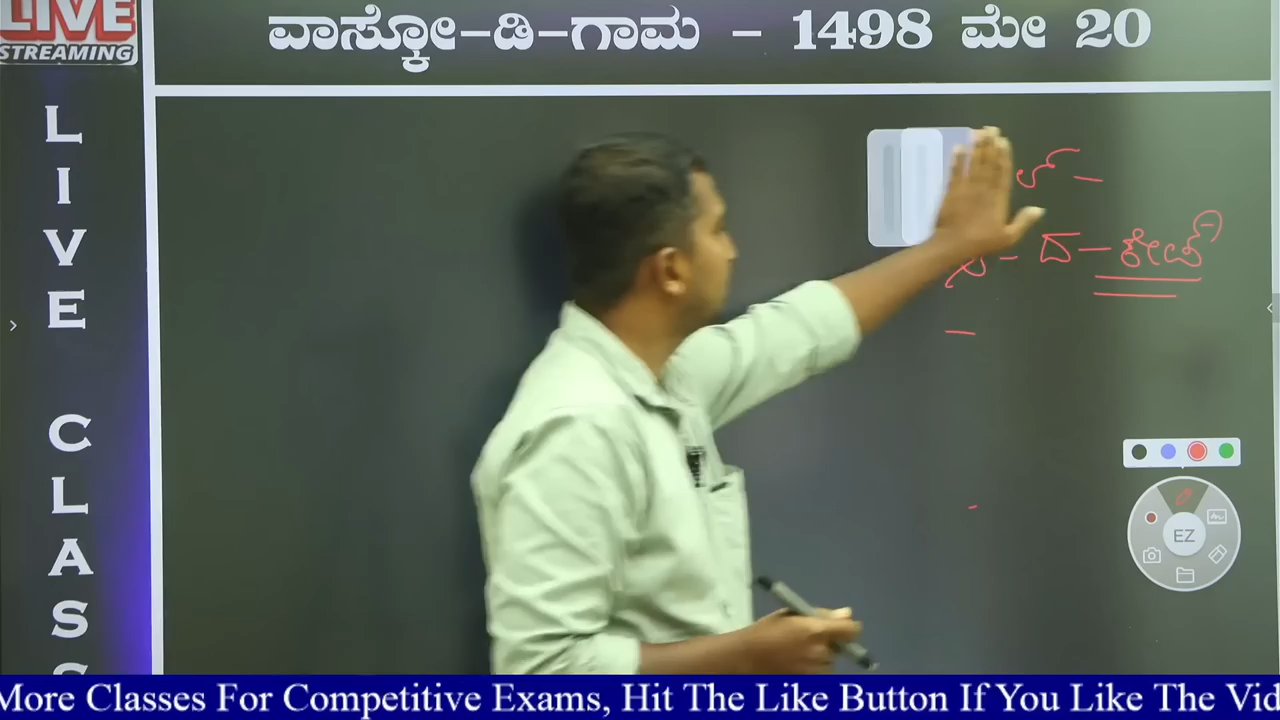 LIVE
STREAMING
ವಾಸ್ಕೋ-ಡಿ-ಗಾಮ - 1498 ಮೇ 20
LIVE CLASS
- ದ - ಕೇಪ್
EZ
More Classes For Competitive Exams, Hit The Like Button If You Like The Vid